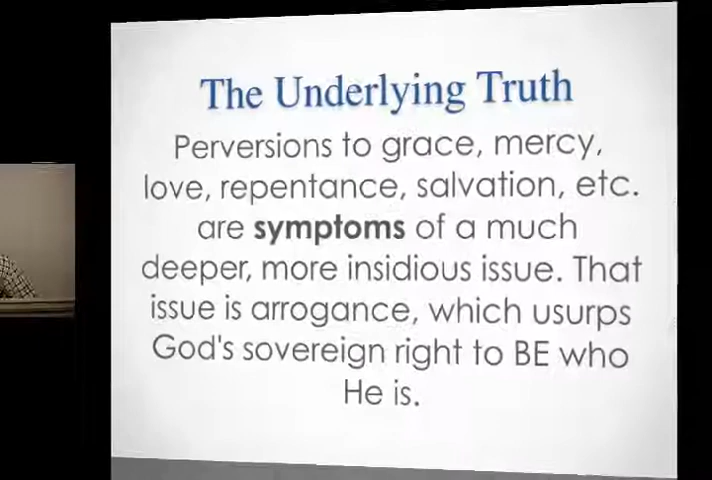 The Underlying Truth
Perversions to grace, mercy,
love, repentance, salvation, etc.
are symptoms of a much
deeper, more insidious issue. That
issue is arrogance, which usurps
God's sovereign right to BE who
He is.